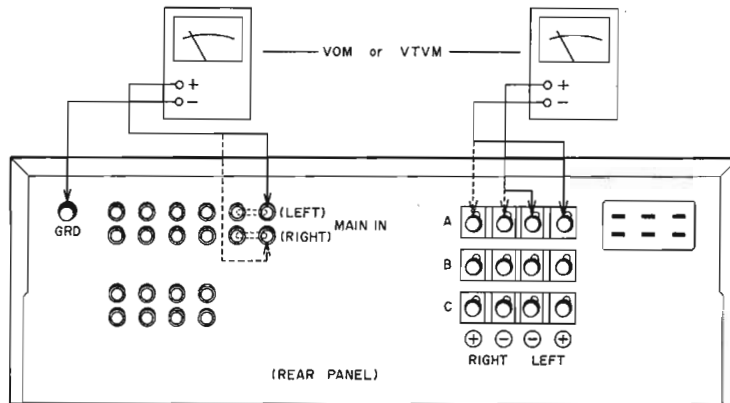 VOM or VTVM
+
−
+
−
GRD
(LEFT)
(RIGHT)
MAIN IN
A
B
C
+ − − +
RIGHT LEFT
(REAR PANEL)